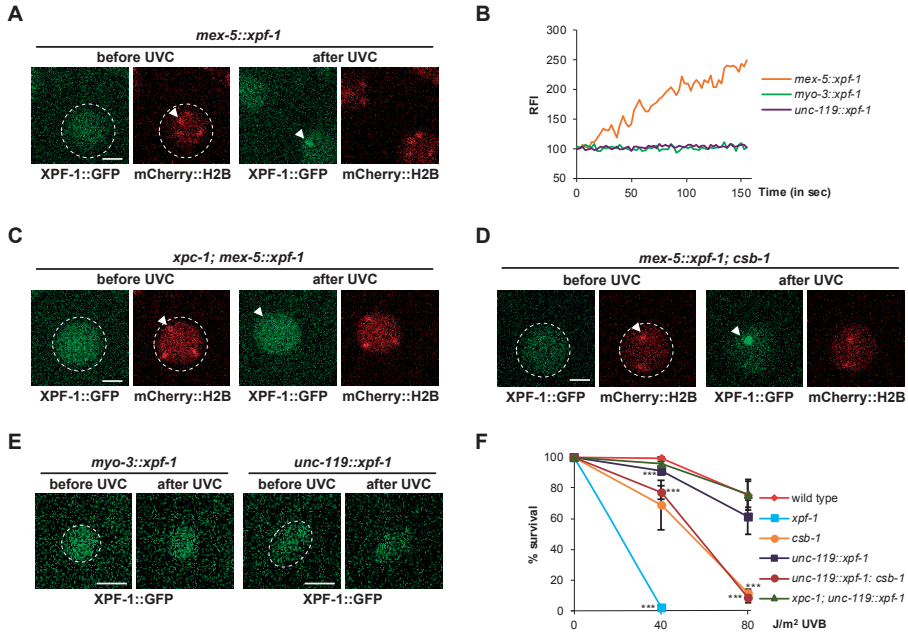 A
mex-5::xpf-1
before UVC after UVC
XPF-1::GFP mCherry::H2B XPF-1::GFP mCherry::H2B
B
RFI
300
250
200
150
100
50
0 50 100 150
Time (in sec)
mex-5::xpf-1
myo-3::xpf-1
unc-119::xpf-1
C
xpc-1; mex-5::xpf-1
before UVC after UVC
XPF-1::GFP mCherry::H2B XPF-1::GFP mCherry::H2B
D
mex-5::xpf-1; csb-1
before UVC after UVC
XPF-1::GFP mCherry::H2B XPF-1::GFP mCherry::H2B
E
myo-3::xpf-1 unc-119::xpf-1
before UVC after UVC before UVC after UVC
XPF-1::GFP XPF-1::GFP
F
% survival
100
80
60
40
20
0
0 40 80
J/m² UVB
***
***
***
***
***
wild type
xpf-1
csb-1
unc-119::xpf-1
unc-119::xpf-1: csb-1
xpc-1; unc-119::xpf-1